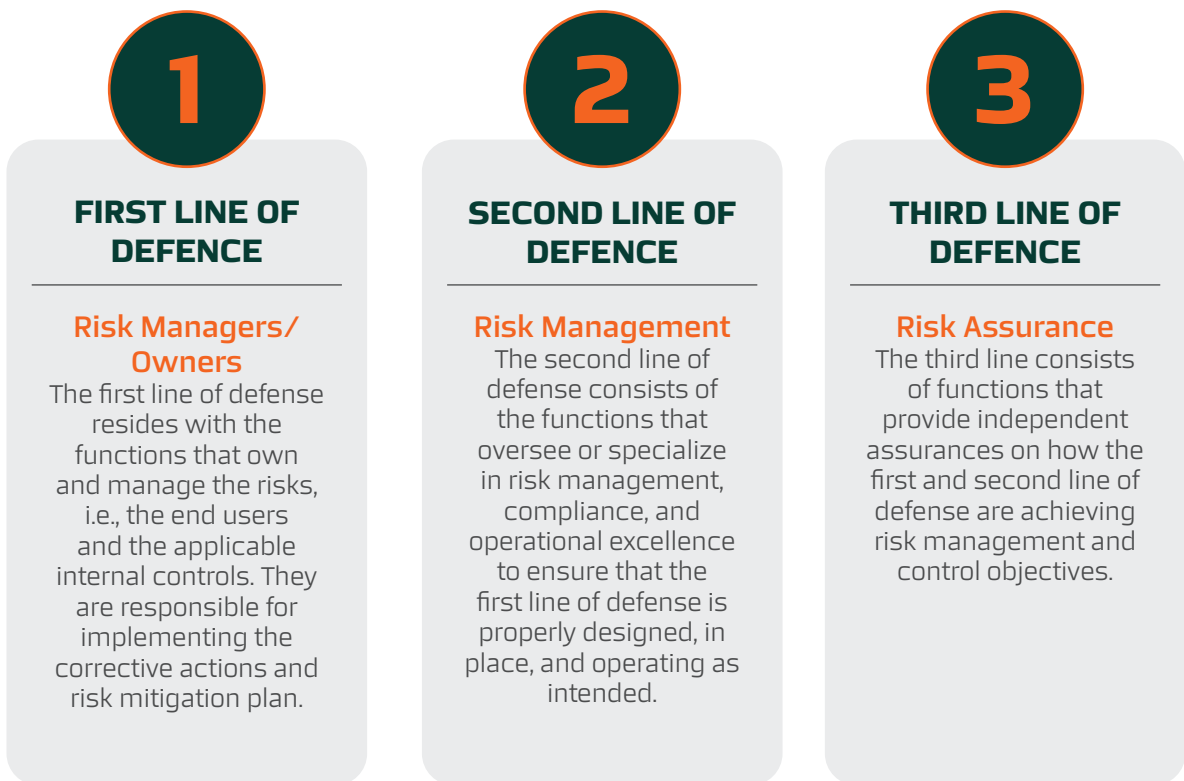 1
FIRST LINE OF
DEFENCE
Risk Managers/
Owners
The first line of defense
resides with the
functions that own
and manage the risks,
i.e., the end users
and the applicable
internal controls. They
are responsible for
implementing the
corrective actions and
risk mitigation plan.
2
SECOND LINE OF
DEFENCE
Risk Management
The second line of
defense consists of
the functions that
oversee or specialize
in risk management,
compliance, and
operational excellence
to ensure that the
first line of defense is
properly designed, in
place, and operating as
intended.
3
THIRD LINE OF
DEFENCE
Risk Assurance
The third line consists
of functions that
provide independent
assurances on how the
first and second line of
defense are achieving
risk management and
control objectives.